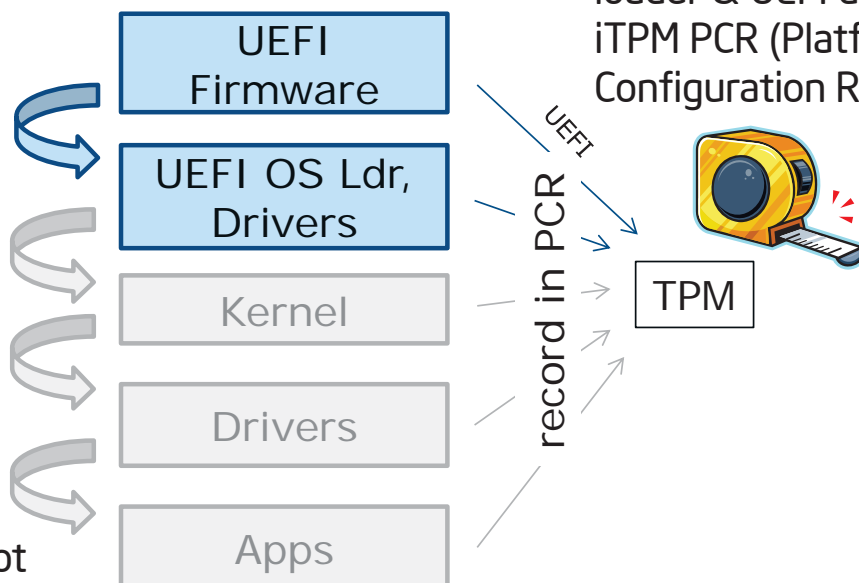 iTPM PCR (Platf
Configuration R
UEFI
Firmware
UEFI
UEFI OS Ldr,
Drivers
record in PCR
TPM
Kernel
Drivers
Apps
ot